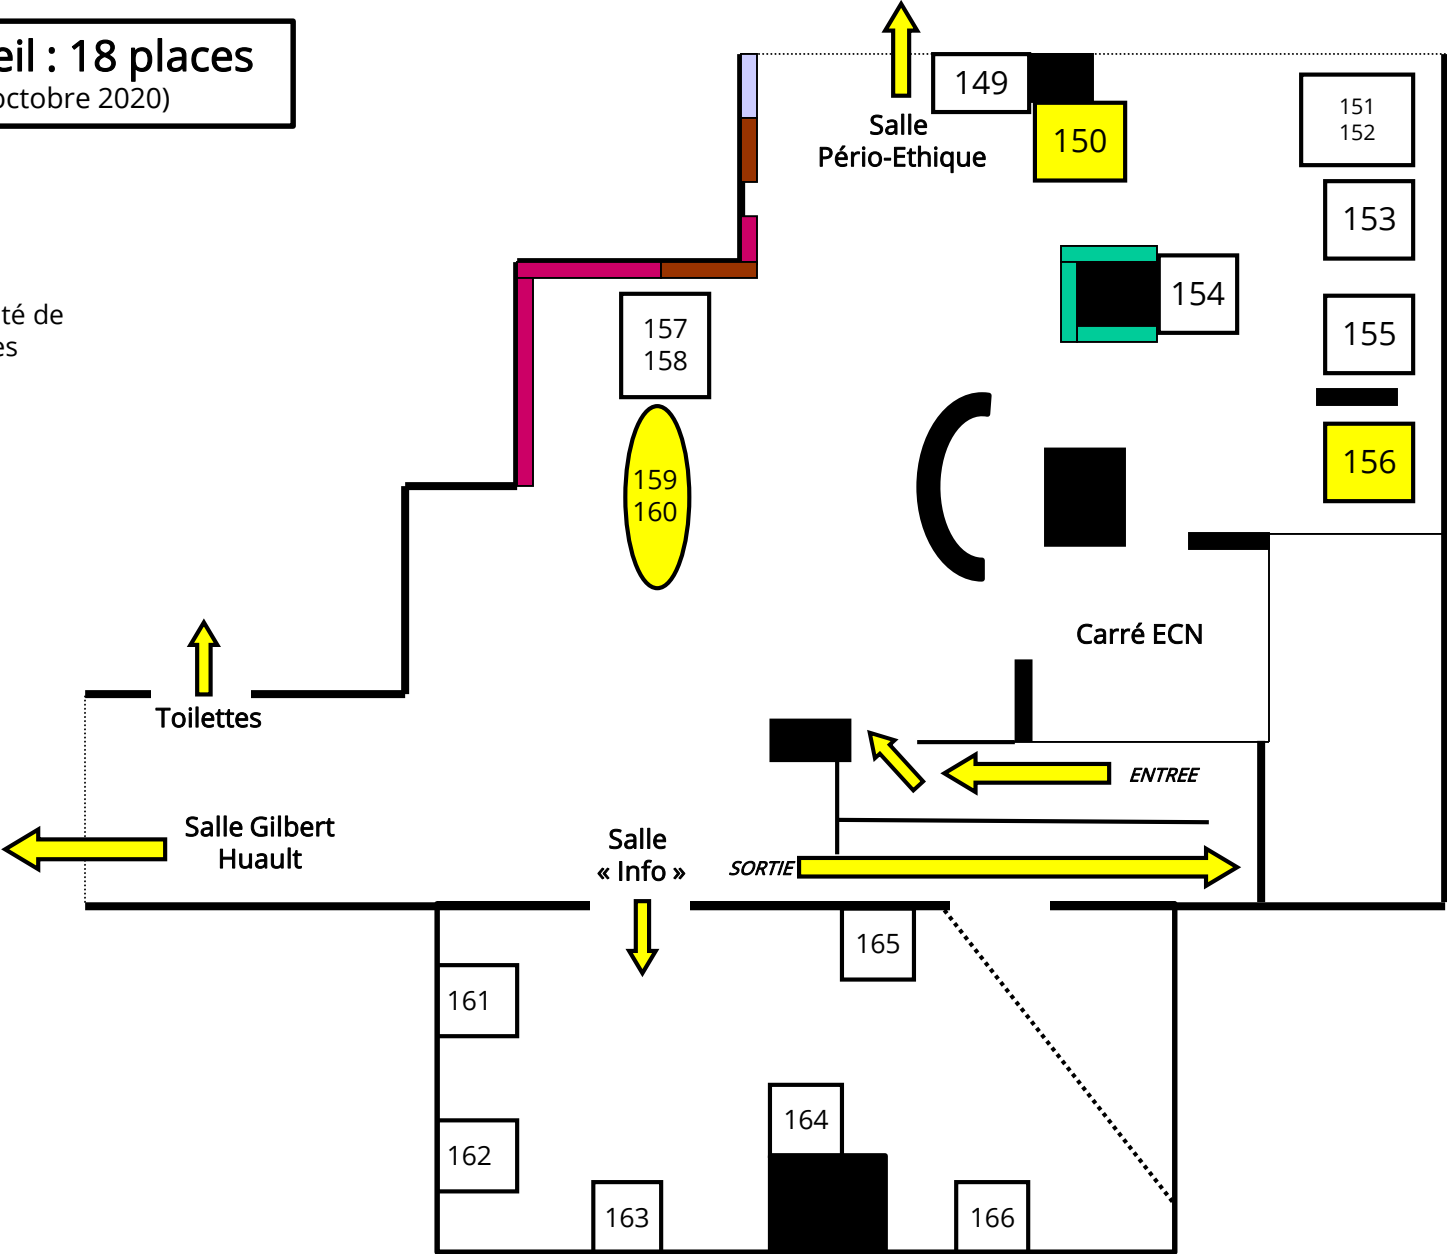 eil : 18 places
octobre 2020)
149
151
152
Salle
Pério-Ethique
150
153
té de
es
154
157
158
155
156
159
160
Carré ECN
Toilettes
ENTREE
Salle Gilbert
Huault
Salle
« Info »
SORTIE
165
161
164
162
163
166